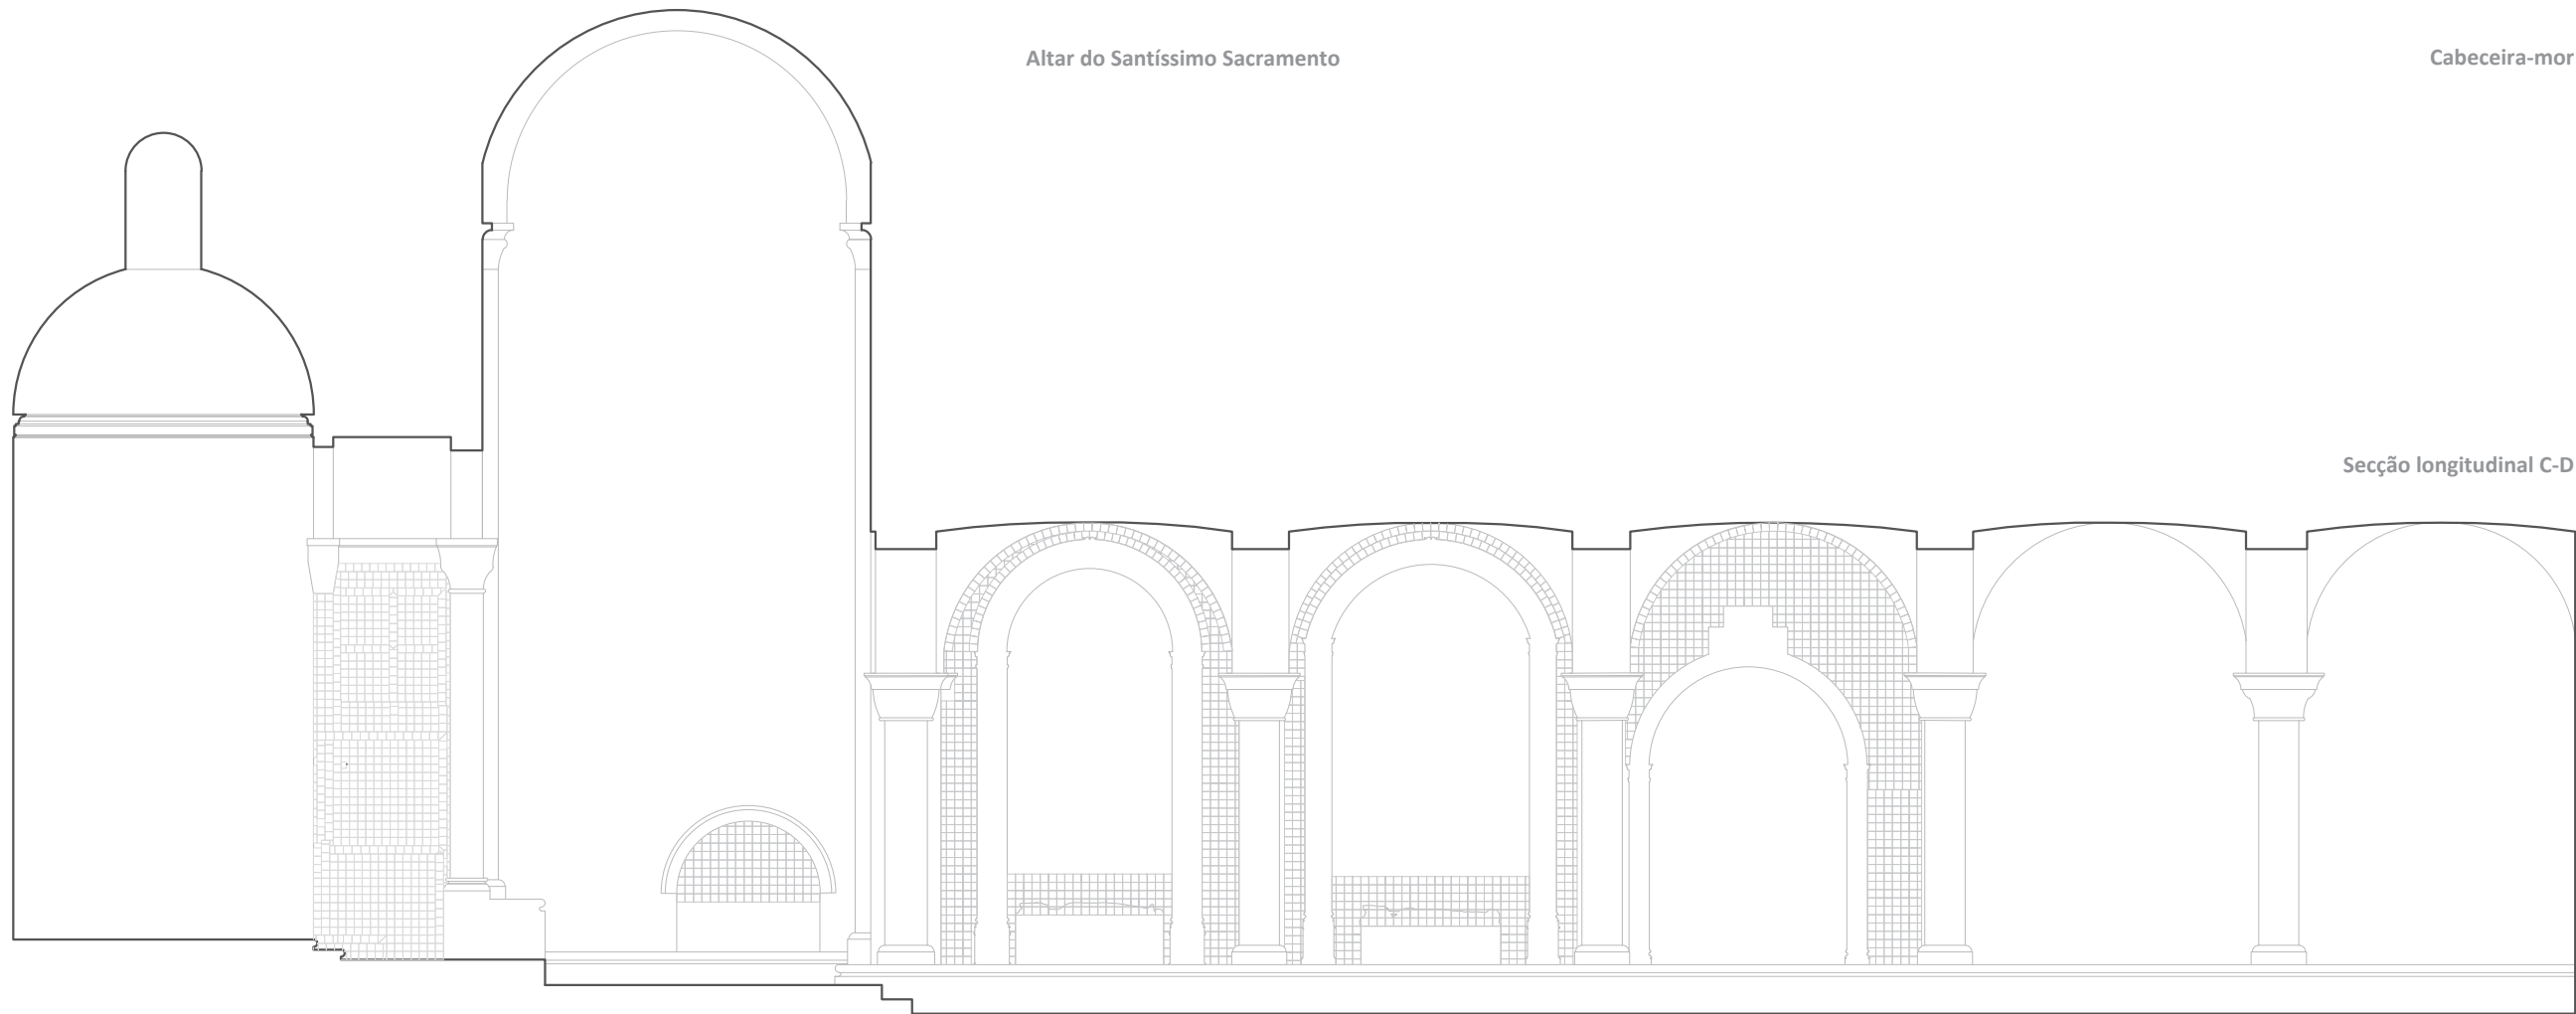 Altar do Santíssimo Sacramento
Cabeceira-mor
Secção longitudinal C-D